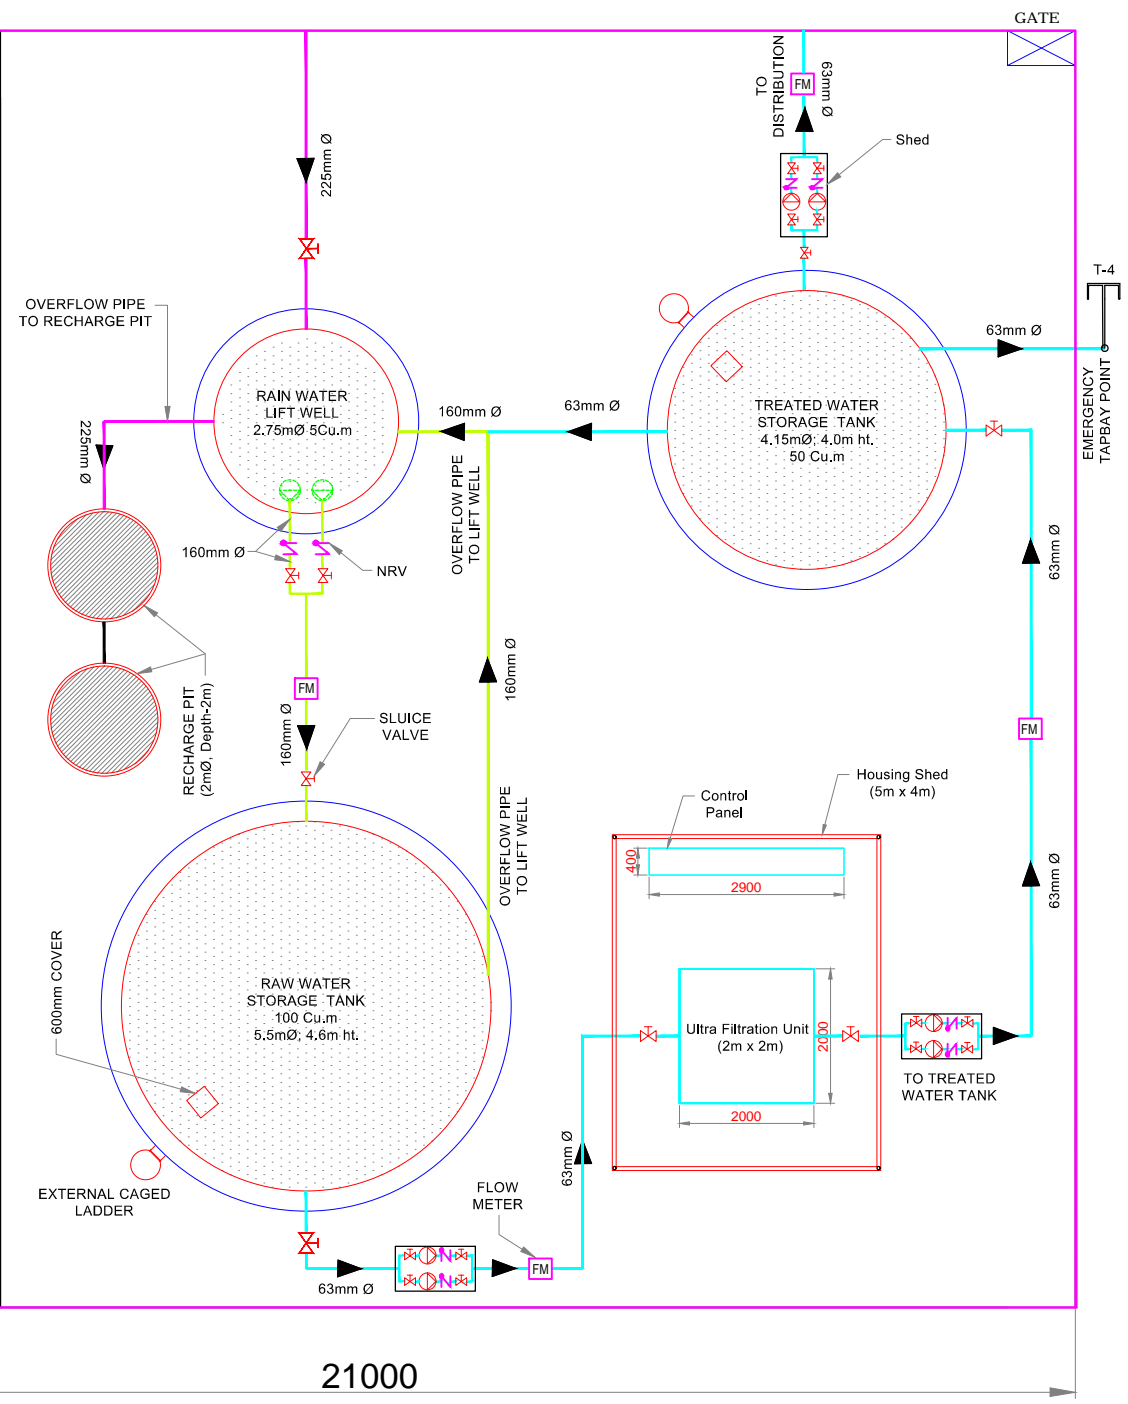 GATE
TO
DISTRIBUTION
FM
63mm Ø
Shed
225mm Ø
T-4
OVERFLOW PIPE
TO RECHARGE PIT
63mm Ø
EMERGENCY
TAPBAY POINT
RAIN WATER
LIFT WELL
2.75mØ 5Cu.m
160mm Ø
63mm Ø
TREATED WATER
STORAGE TANK
4.15mØ; 4.0m ht.
50 Cu.m
225mm Ø
OVERFLOW PIPE
TO LIFT WELL
160mm Ø
NRV
63mm Ø
RECHARGE PIT
(2mØ, Depth-2m)
FM
160mm Ø
160mm Ø
SLUICE
VALVE
FM
Housing Shed
(5m x 4m)
Control
Panel
OVERFLOW PIPE
TO LIFT WELL
400
2900
63mm Ø
600mm COVER
RAW WATER
STORAGE TANK
100 Cu.m
5.5mØ; 4.6m ht.
Ultra Filtration Unit
(2m x 2m)
2000
2000
TO TREATED
WATER TANK
63mm Ø
EXTERNAL CAGED
LADDER
FLOW
METER
FM
63mm Ø
21000